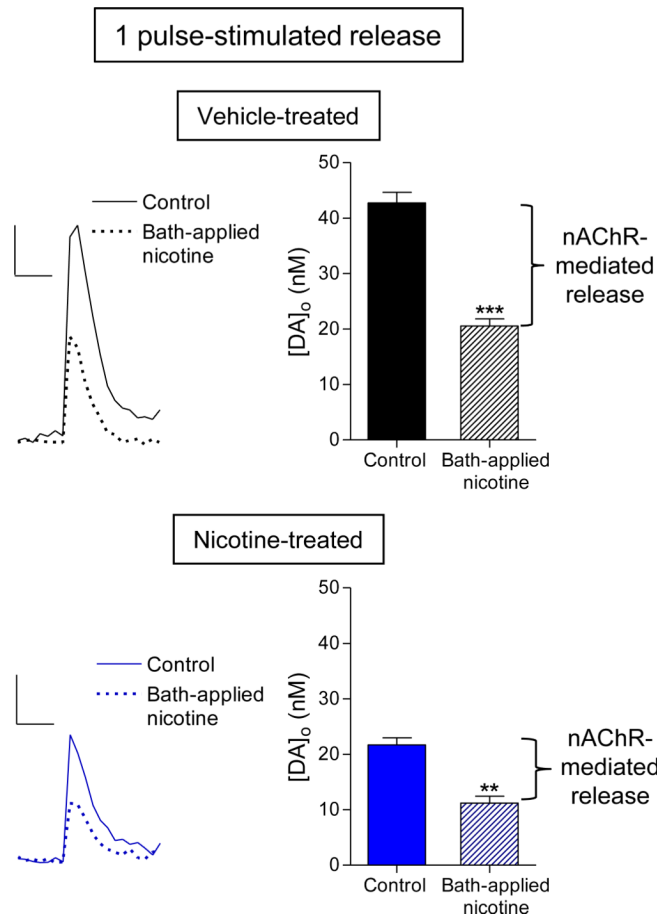 1 pulse-stimulated release
Vehicle-treated
Control
Bath-applied
nicotine
[DA]o (nM)
50
40
30
20
10
0
***
nAChR-
mediated
release
Control
Bath-applied
nicotine
Nicotine-treated
Control
Bath-applied
nicotine
[DA]o (nM)
50
40
30
20
10
0
**
nAChR-
mediated
release
Control
Bath-applied
nicotine